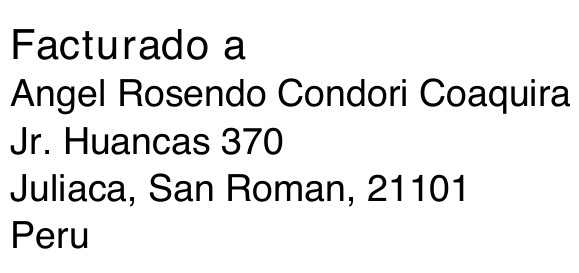 Facturado a
Angel Rosendo Condori Coaquira
Jr. Huancas 370
Juliaca, San Roman, 21101
Peru